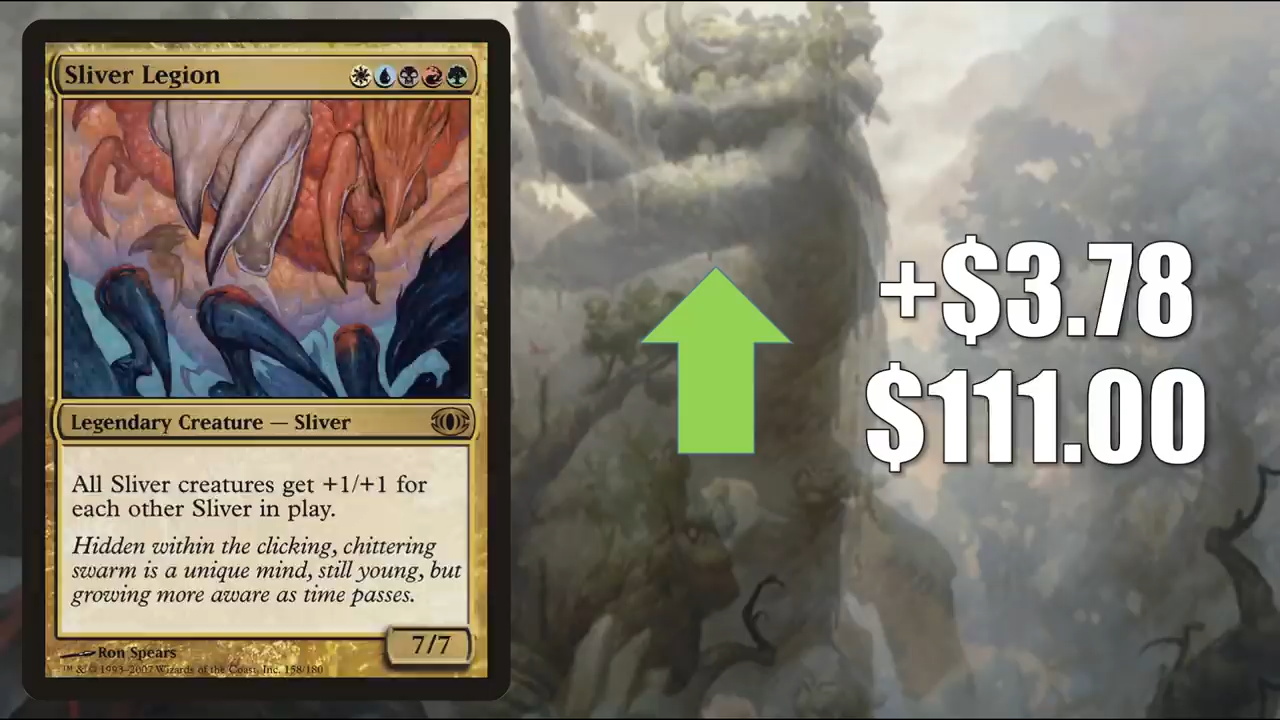 Sliver Legion
Legendary Creature — Sliver
All Sliver creatures get +1/+1 for
each other Sliver in play.
Hidden within the clicking, chittering
swarm is a unique mind, still young, but
growing more aware as time passes.
7/7
Ron Spears
™ & © 1993–2007 Wizards of the Coast, Inc. 158/180
+$3.78
$111.00